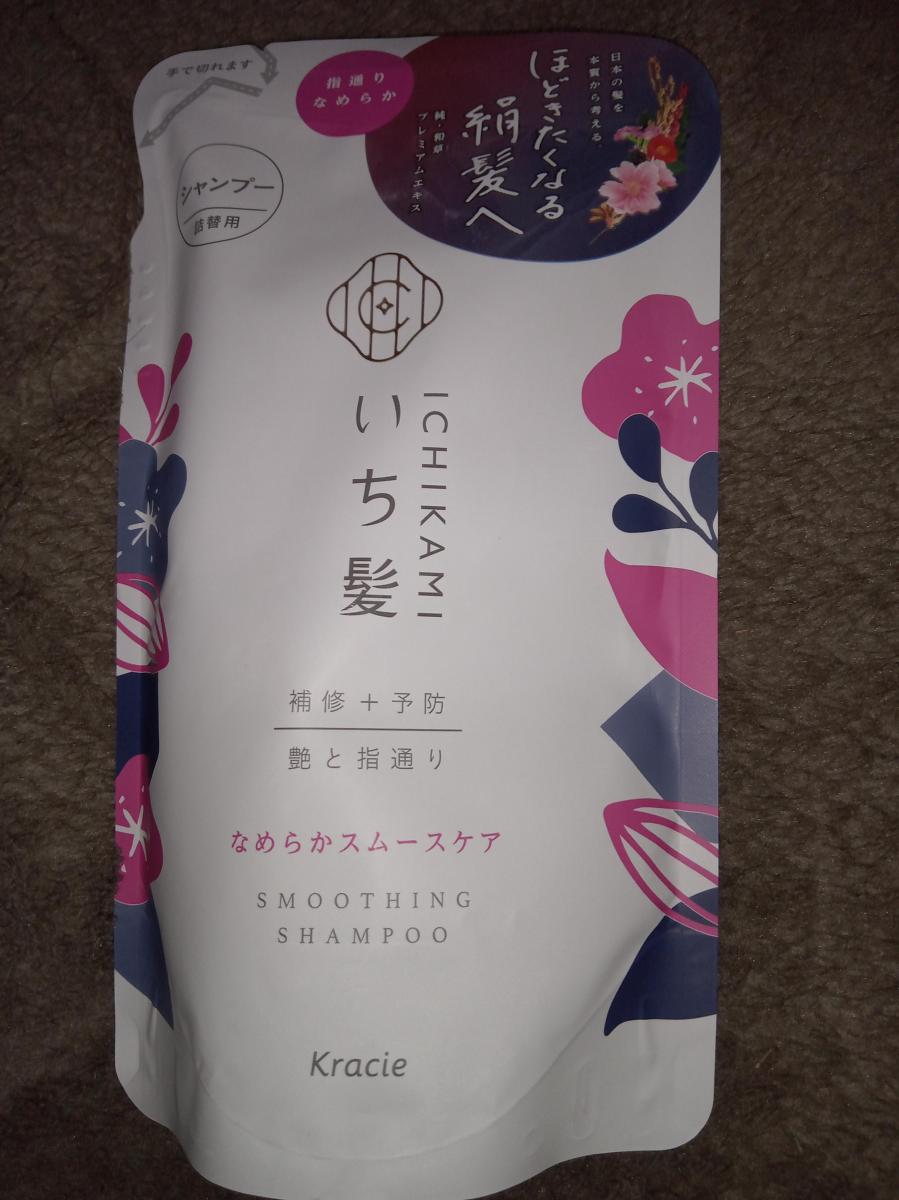 手で切れます
指通り
なめらか
日本の髪を
本質から考える。
ほどきたくなる
絹髪へ
純・和草
プレミアムエキス
シャンプー
詰替用
ICHIKAMI
いち髪
補修+予防
艶と指通り
なめらかスムースケア
SMOOTHING
SHAMPOO
Kracie